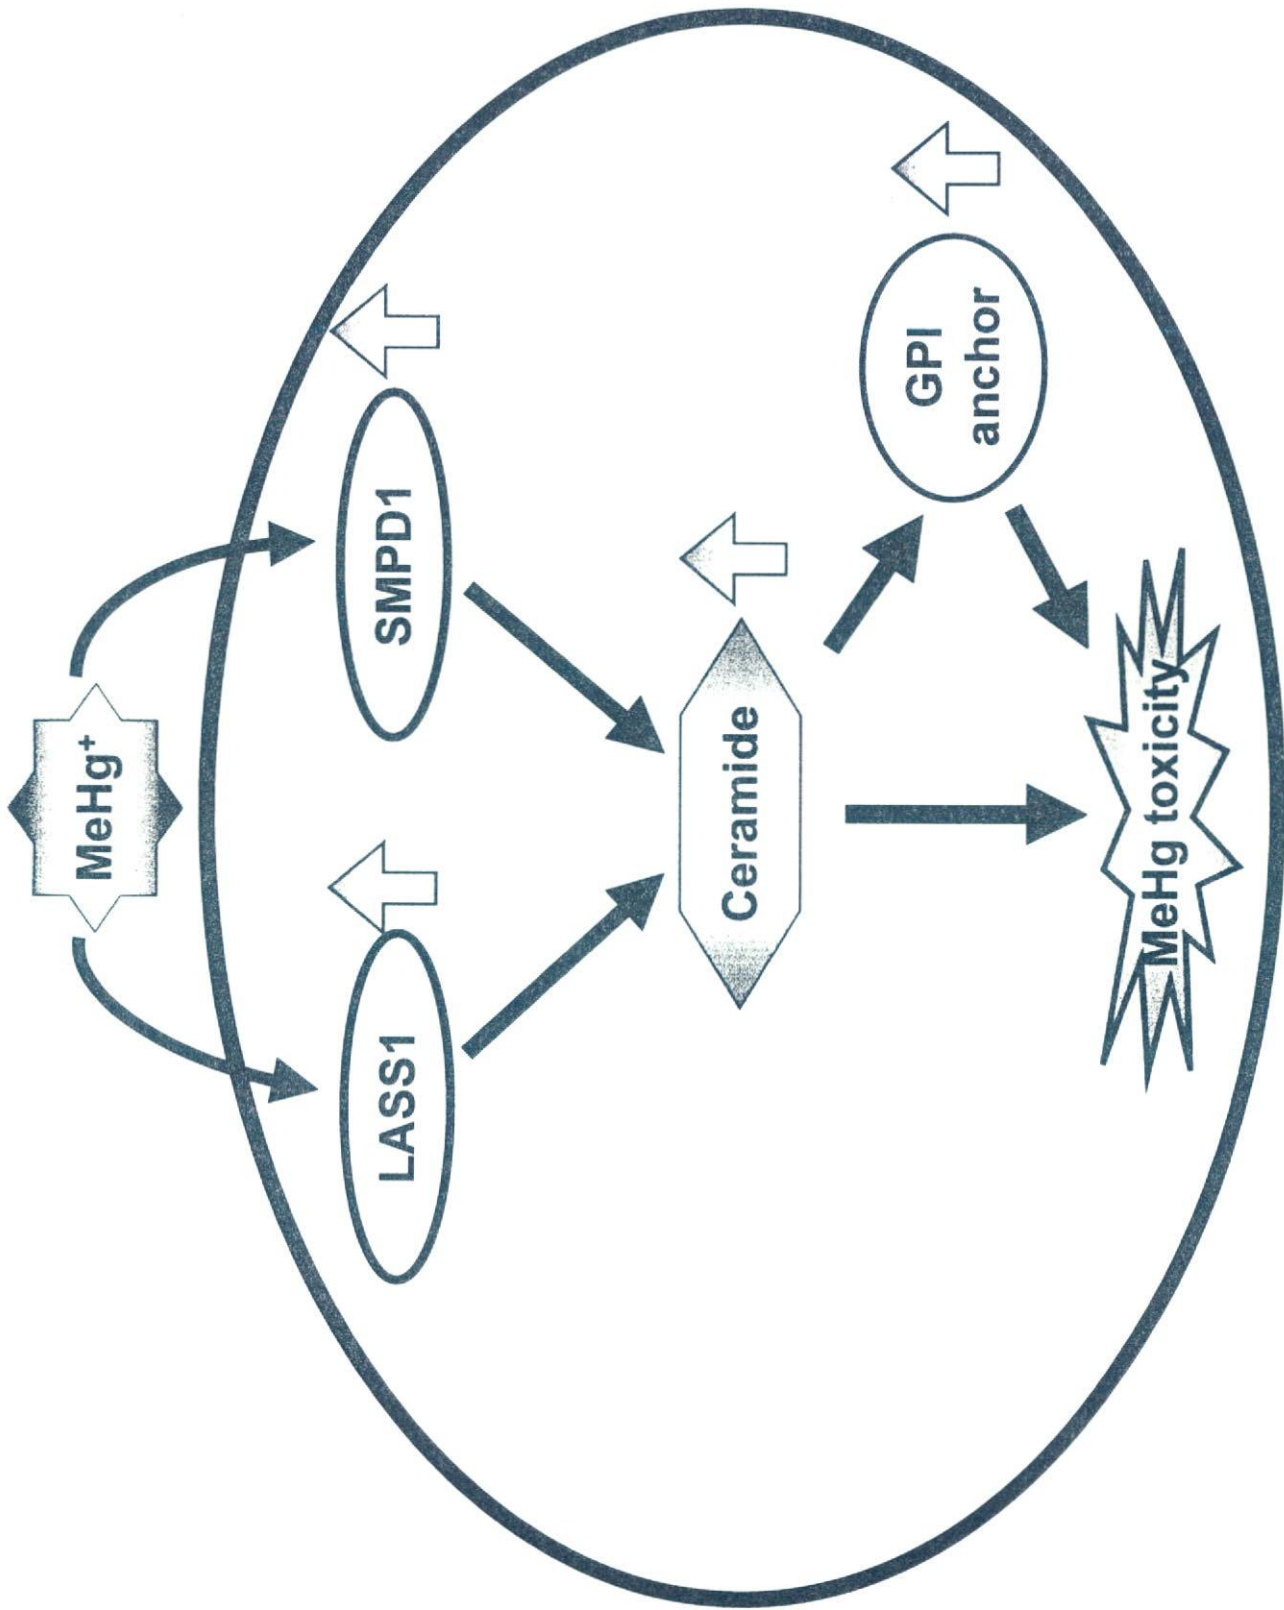 MeHg⁺
LASS1
SMPD1
Ceramide
GPI
anchor
MeHg toxicity